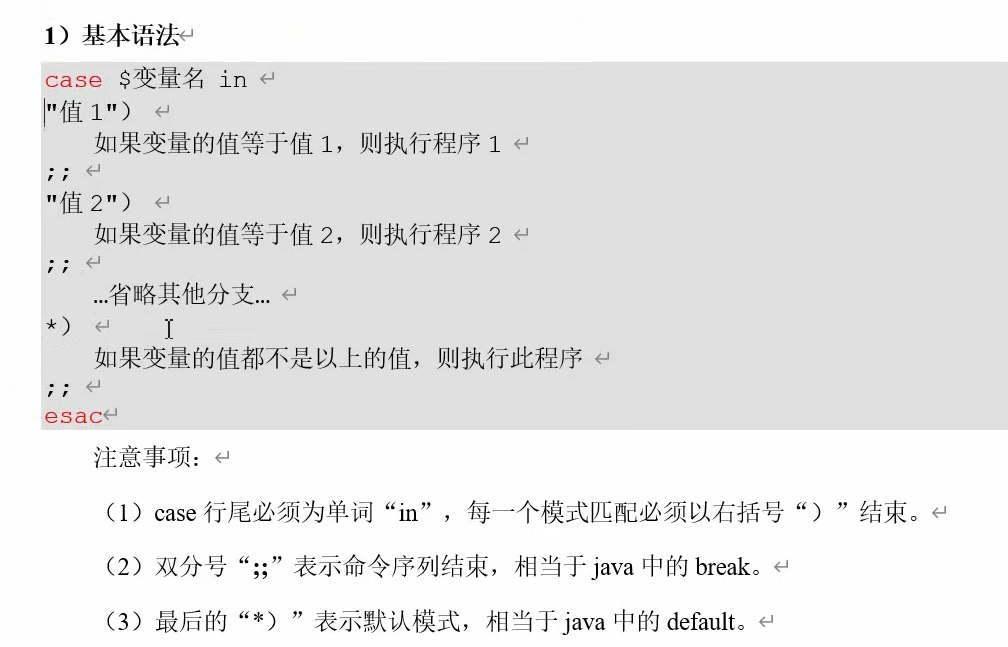 1）基本语法
case $变量名 in
"值 1"）
如果变量的值等于值 1，则执行程序 1
;;
"值 2"）
如果变量的值等于值 2，则执行程序 2
;;
…省略其他分支…
*）
如果变量的值都不是以上的值，则执行此程序
;;
esac
注意事项：
（1）case 行尾必须为单词“in”，每一个模式匹配必须以右括号“）”结束。
（2）双分号“;;”表示命令序列结束，相当于 java 中的 break。
（3）最后的“*）”表示默认模式，相当于 java 中的 default。